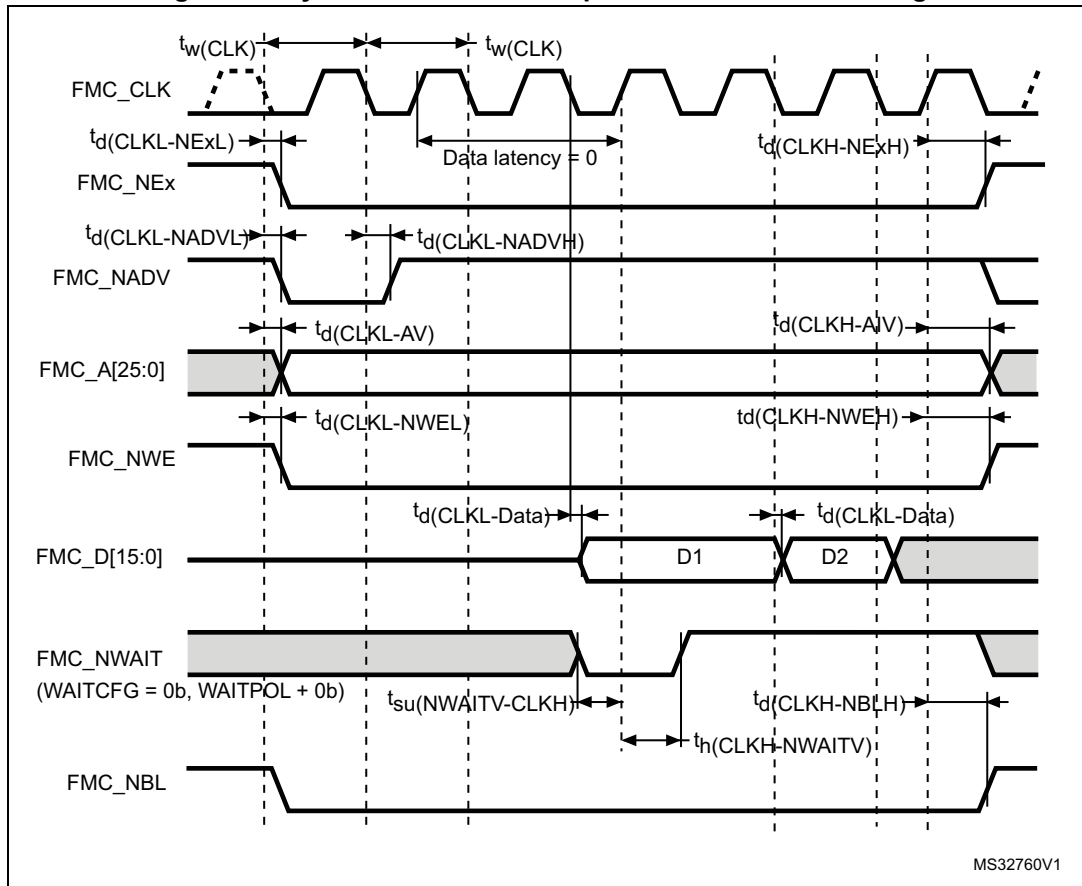 tw(CLK) tw(CLK)
FMC_CLK
td(CLKL-NExL) Data latency = 0 td(CLKH-NExH)
FMC_NEx
td(CLKL-NADVL) td(CLKL-NADVH)
FMC_NADV
td(CLKL-AV) td(CLKH-AIV)
FMC_A[25:0]
td(CLKL-NWEL) td(CLKH-NWEH)
FMC_NWE
td(CLKL-Data) td(CLKL-Data)
FMC_D[15:0] D1 D2
FMC_NWAIT
(WAITCFG = 0b, WAITPOL + 0b)
tsu(NWAITV-CLKH) td(CLKH-NBLH)
th(CLKH-NWAITV)
FMC_NBL
MS32760V1